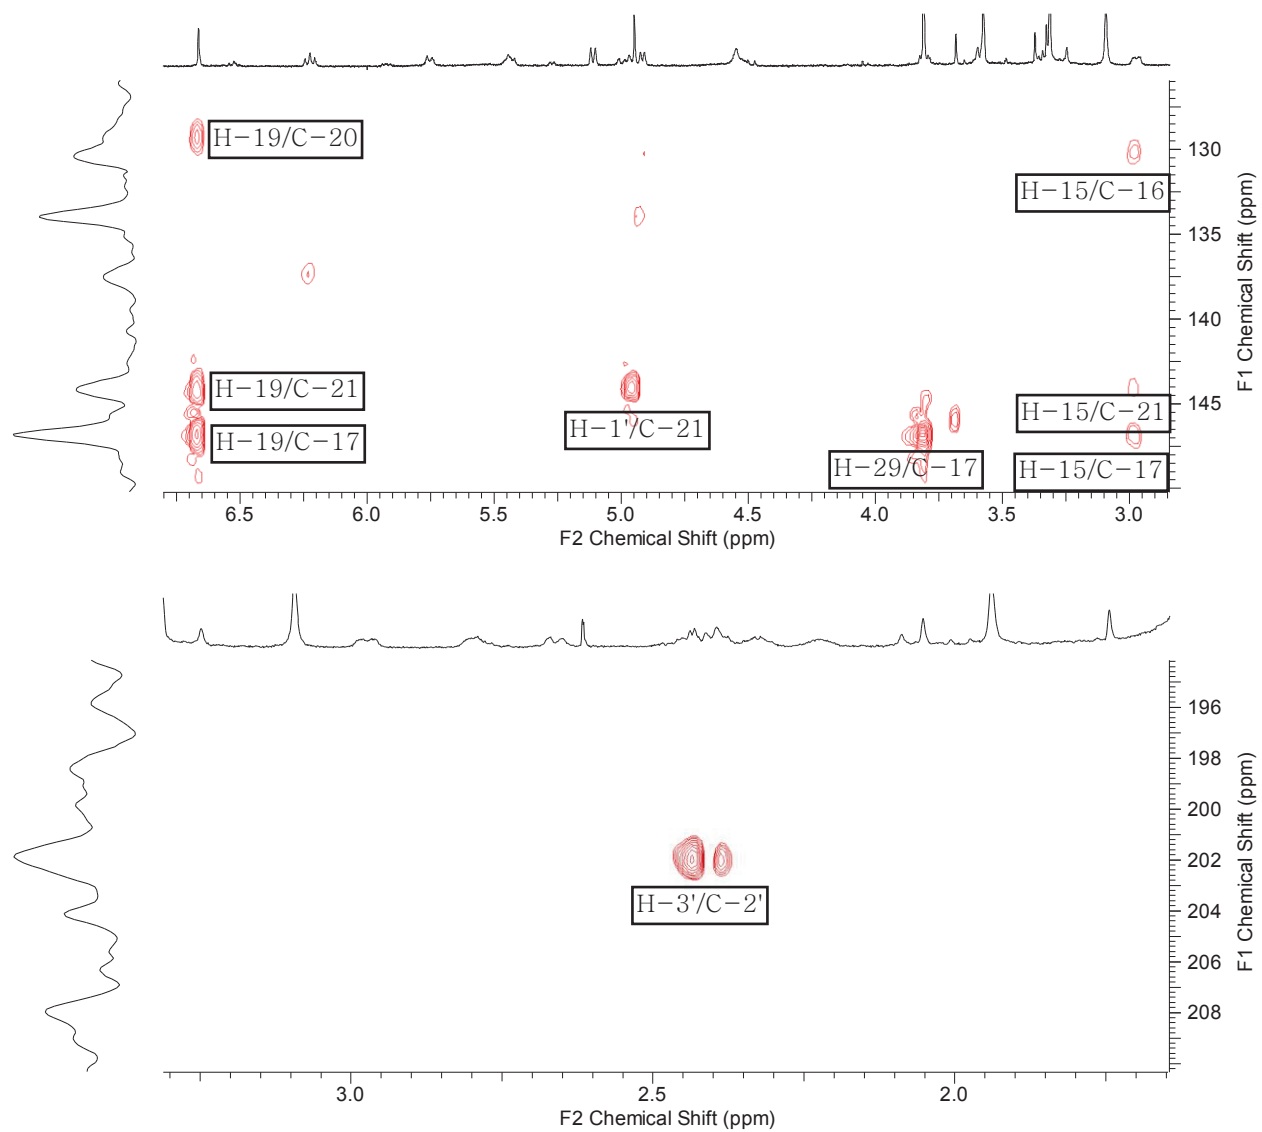 H-19/C-20
130
H-15/C-16
135
140
H-19/C-21
145
H-15/C-21
H-1'/C-21
H-19/C-17
H-29/C-17
H-15/C-17
F1 Chemical Shift (ppm)
6.5 6.0 5.5 5.0 4.5 4.0 3.5 3.0
F2 Chemical Shift (ppm)
196
198
200
202
H-3'/C-2'
204
206
208
F1 Chemical Shift (ppm)
3.0 2.5 2.0
F2 Chemical Shift (ppm)